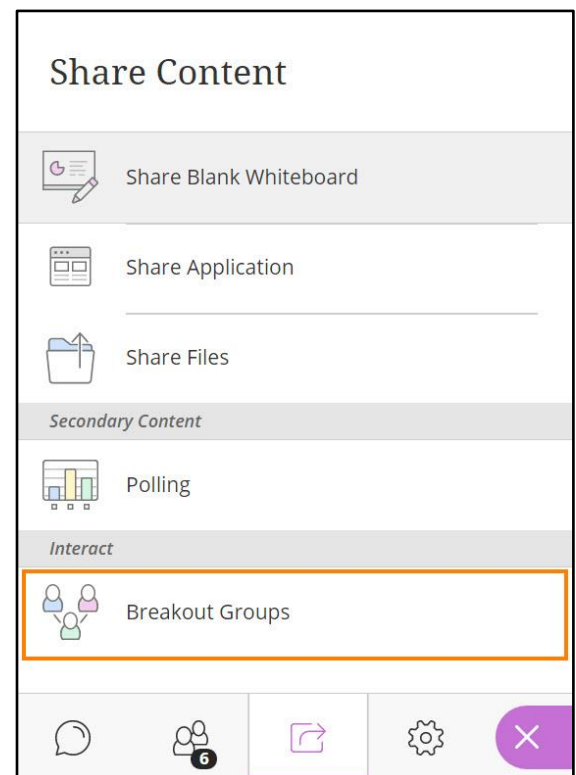 Share Content
Share Blank Whiteboard
Share Application
Share Files
Secondary Content
Polling
Interact
Breakout Groups
6